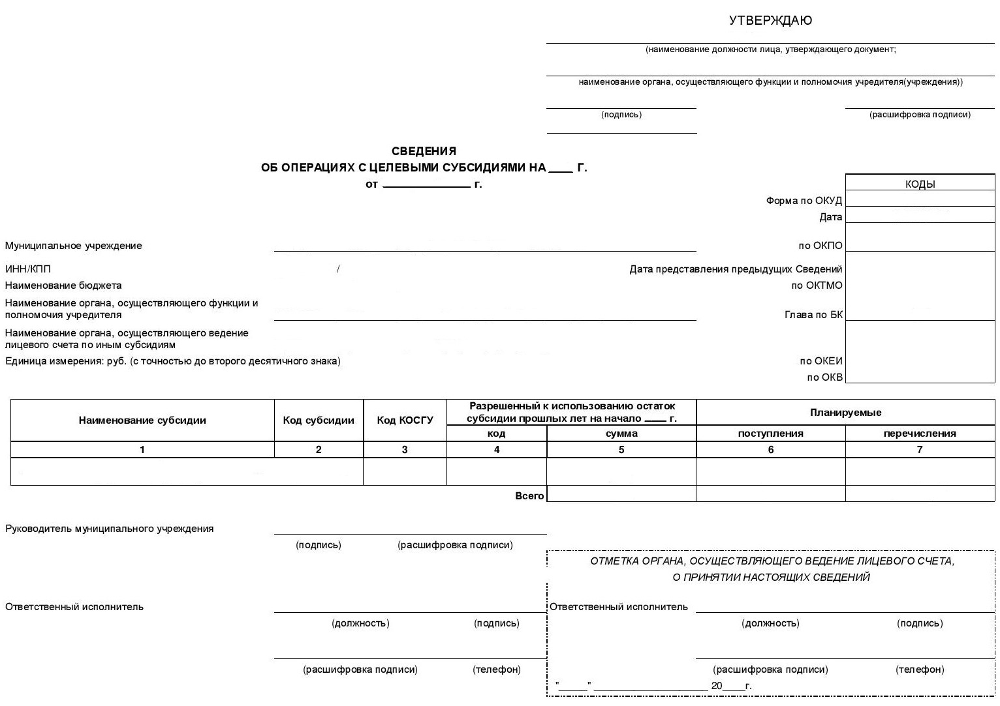 УТВЕРЖДАЮ
(наименование должности лица, утверждающего документ;
наименование органа, осуществляющего функции и полномочия учредителя(учреждения))
(подпись) (расшифровка подписи)
СВЕДЕНИЯ
ОБ ОПЕРАЦИЯХ С ЦЕЛЕВЫМИ СУБСИДИЯМИ НА ____ Г.
от ________________ г.
КОДЫ
Форма по ОКУД
Дата
Муниципальное учреждение по ОКПО
ИНН/КПП / Дата представления предыдущих Сведений
Наименование бюджета по ОКТМО
Наименование органа, осуществляющего функции и
полномочия учредителя Глава по БК
Наименование органа, осуществляющего ведение
лицевого счета по иным субсидиям
Единица измерения: руб. (с точностью до второго десятичного знака) по ОКЕИ
по ОКВ
Наименование субсидии Код субсидии Код КОСГУ Разрешенный к использованию остаток субсидии прошлых лет на начало ____ г. Планируемые
код сумма поступления перечисления
1 2 3 4 5 6 7
Всего
Руководитель муниципального учреждения
(подпись) (расшифровка подписи)
ОТМЕТКА ОРГАНА, ОСУЩЕСТВЛЯЮЩЕГО ВЕДЕНИЕ ЛИЦЕВОГО СЧЕТА,
О ПРИНЯТИИ НАСТОЯЩИХ СВЕДЕНИЙ
Ответственный исполнитель Ответственный исполнитель
(должность) (подпись) (должность) (подпись)
(расшифровка подписи) (телефон) (расшифровка подписи) (телефон)
"_____" _____________________ 20____г.